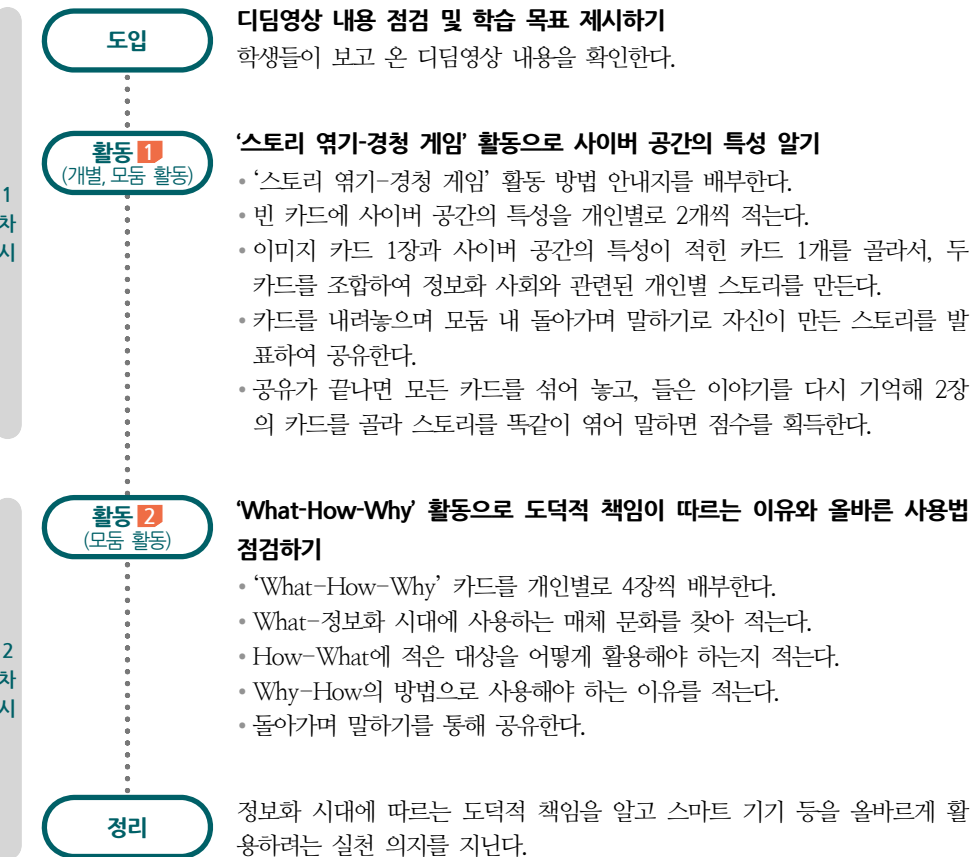 도입
디딤영상 내용 점검 및 학습 목표 제시하기
학생들이 보고 온 디딤영상 내용을 확인한다.
1
차
시
활동 1
(개별, 모둠 활동)
‘스토리 엮기-경청 게임’ 활동으로 사이버 공간의 특성 알기
• ‘스토리 엮기-경청 게임’ 활동 방법 안내지를 배부한다.
• 빈 카드에 사이버 공간의 특성을 개인별로 2개씩 적는다.
• 이미지 카드 1장과 사이버 공간의 특성이 적힌 카드 1개를 골라서, 두
카드를 조합하여 정보화 사회와 관련된 개인별 스토리를 만든다.
• 카드를 내려놓으며 모둠 내 돌아가며 말하기로 자신이 만든 스토리를 발
표하여 공유한다.
• 공유가 끝나면 모든 카드를 섞어 놓고, 들은 이야기를 다시 기억해 2장
의 카드를 골라 스토리를 똑같이 엮어 말하면 점수를 획득한다.
2
차
시
활동 2
(모둠 활동)
‘What-How-Why’ 활동으로 도덕적 책임이 따르는 이유와 올바른 사용법
점검하기
• ‘What-How-Why’ 카드를 개인별로 4장씩 배부한다.
• What-정보화 시대에 사용하는 매체 문화를 찾아 적는다.
• How-What에 적은 대상을 어떻게 활용해야 하는지 적는다.
• Why-How의 방법으로 사용해야 하는 이유를 적는다.
• 돌아가며 말하기를 통해 공유한다.
정리
정보화 시대에 따르는 도덕적 책임을 알고 스마트 기기 등을 올바르게 활
용하려는 실천 의지를 지닌다.